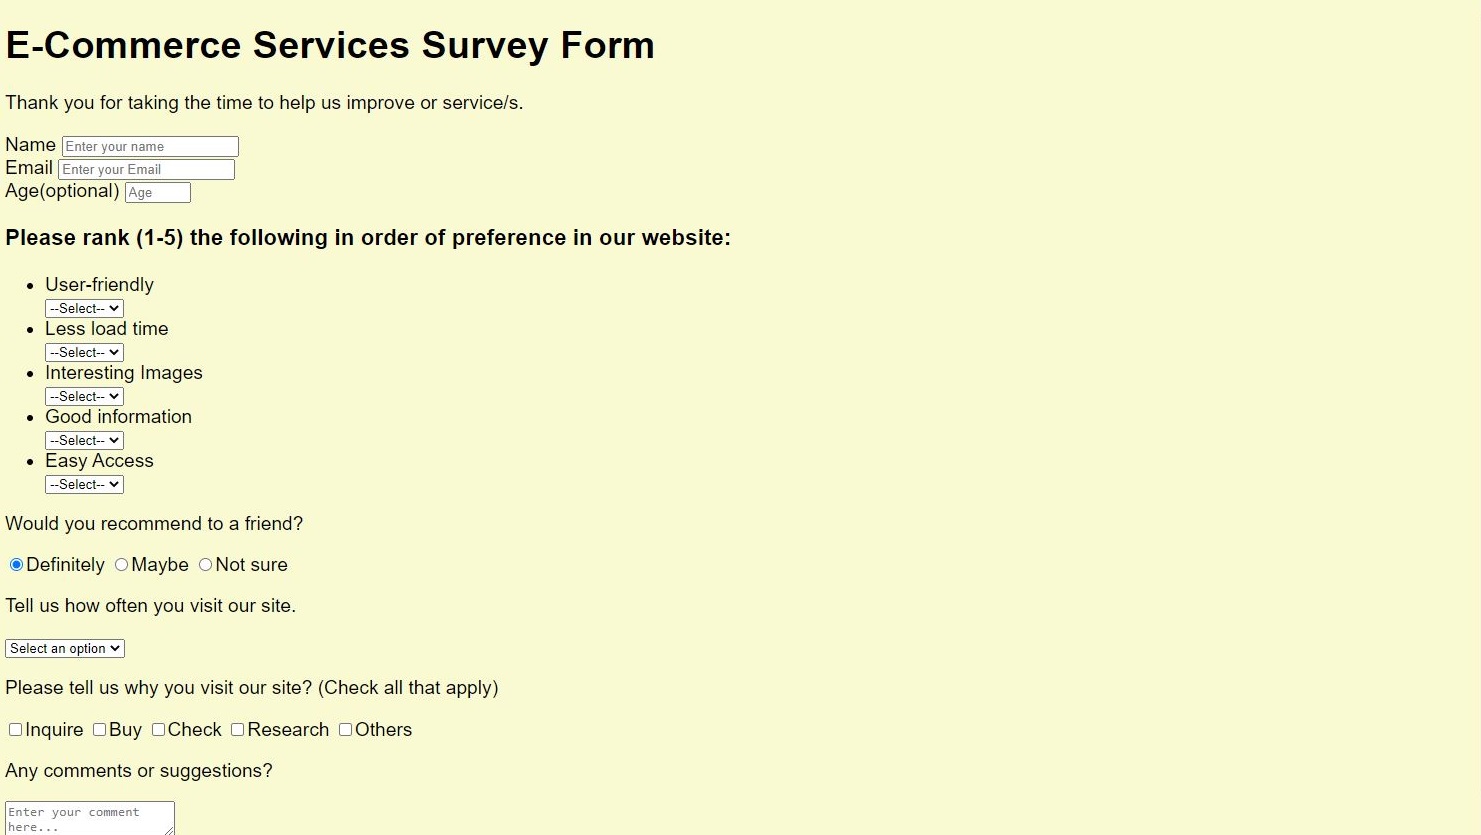 E-Commerce Services Survey Form
Thank you for taking the time to help us improve or service/s.
Name Enter your name
Email Enter your Email
Age(optional) Age
Please rank (1-5) the following in order of preference in our website:
User-friendly
--Select--
Less load time
--Select--
Interesting Images
--Select--
Good information
--Select--
Easy Access
--Select--
Would you recommend to a friend?
Definitely Maybe Not sure
Tell us how often you visit our site.
Select an option
Please tell us why you visit our site? (Check all that apply)
Inquire Buy Check Research Others
Any comments or suggestions?
Enter your comment
here...